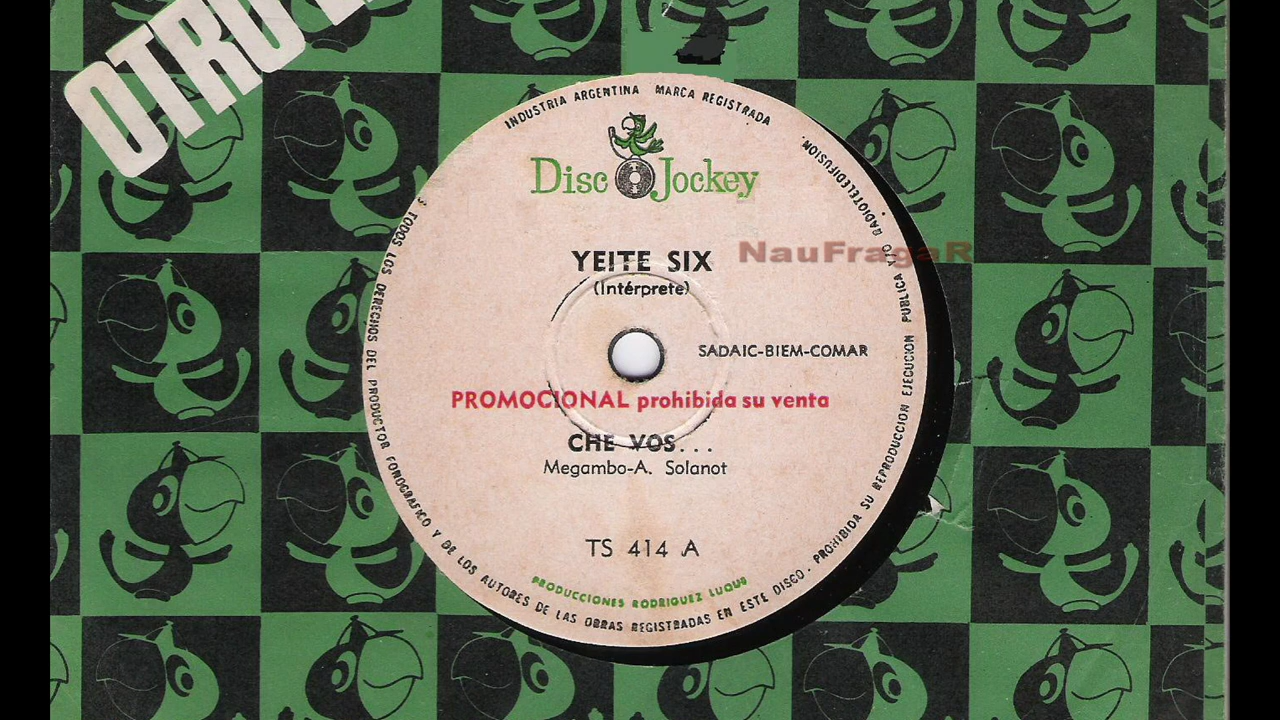 OTRO
INDUSTRIA ARGENTINA MARCA REGISTRADA
Disc Jockey
YEITE SIX
(Intérprete)
NauFragaR
SADAIC-BIEM-COMAR
PROMOCIONAL prohibida su venta
CHE VOS...
Megambo-A. Solanot
TS 414 A
PRODUCCIONES RODRIGUEZ LUQUE
TODOS LOS DERECHOS DEL PRODUCTOR FONOGRAFICO Y DE LOS AUTORES DE LAS OBRAS REGISTRADAS EN ESTE DISCO · PROHIBIDA SU REPRODUCCION EJECUCION PUBLICA Y/O RADIOTELEDIFUSION ·